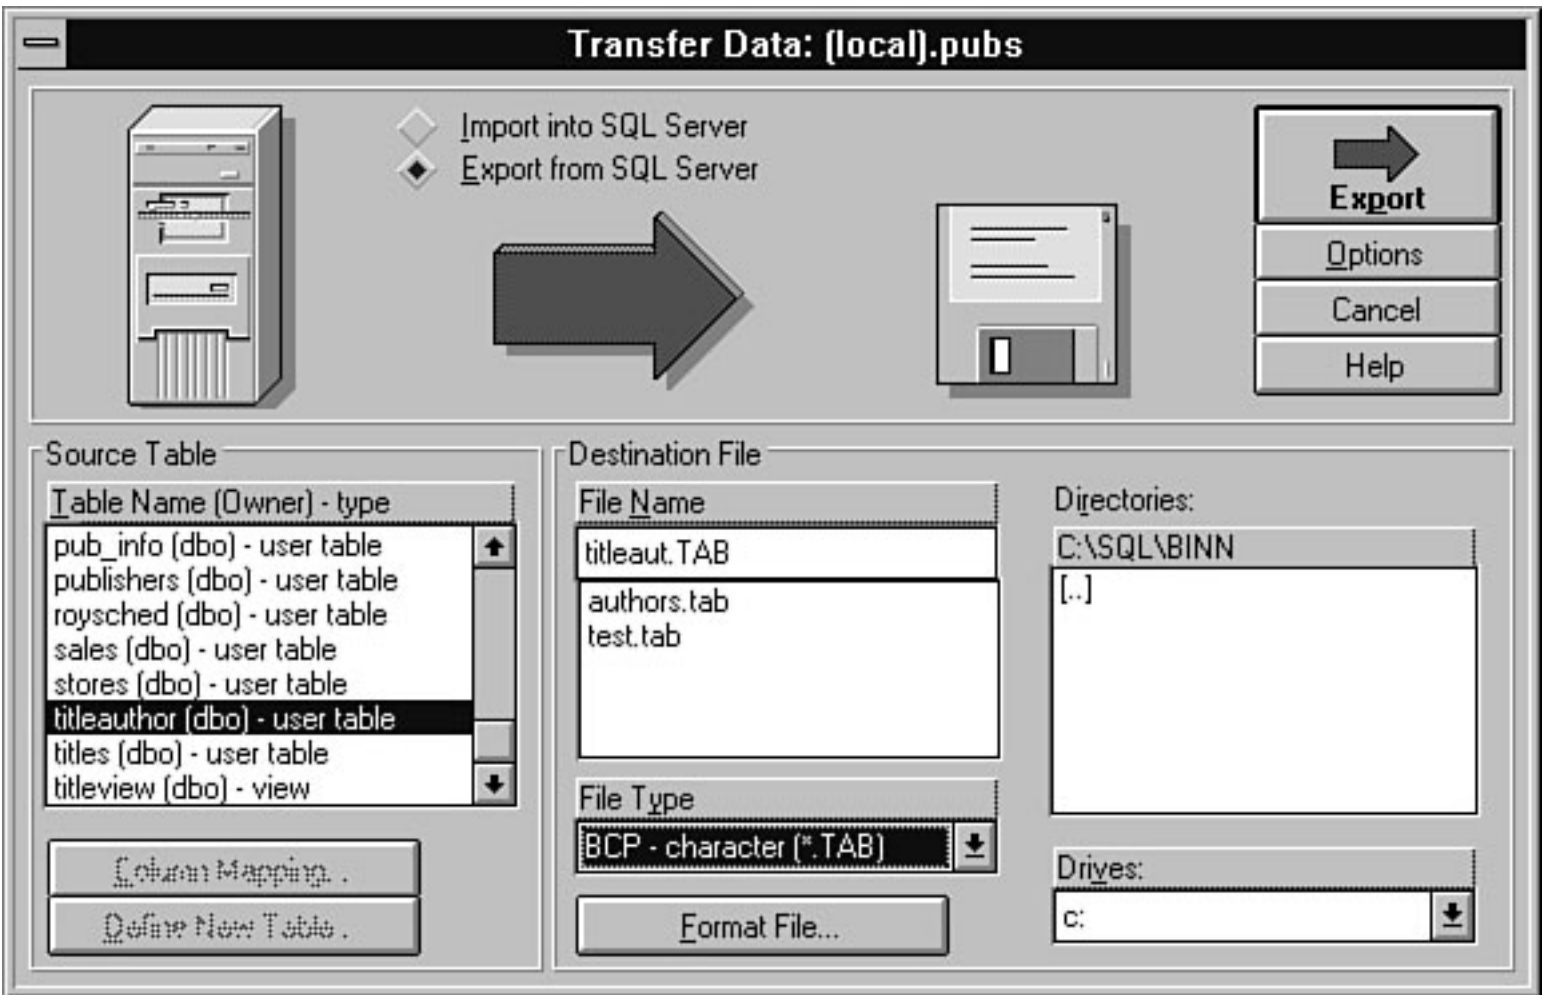 Transfer Data: (local).pubs
Import into SQL Server
Export from SQL Server
Export
Options
Cancel
Help
Source Table
Table Name (Owner) - type
pub_info (dbo) - user table
publishers (dbo) - user table
roysched (dbo) - user table
sales (dbo) - user table
stores (dbo) - user table
titleauthor (dbo) - user table
titles (dbo) - user table
titleview (dbo) - view
Column Mapping. .
Define New Table .
Destination File
File Name
titleaut.TAB
authors.tab
test.tab
File Type
BCP - character (*.TAB)
Format File...
Directories:
C:\SQL\BINN
[..]
Drives:
c: